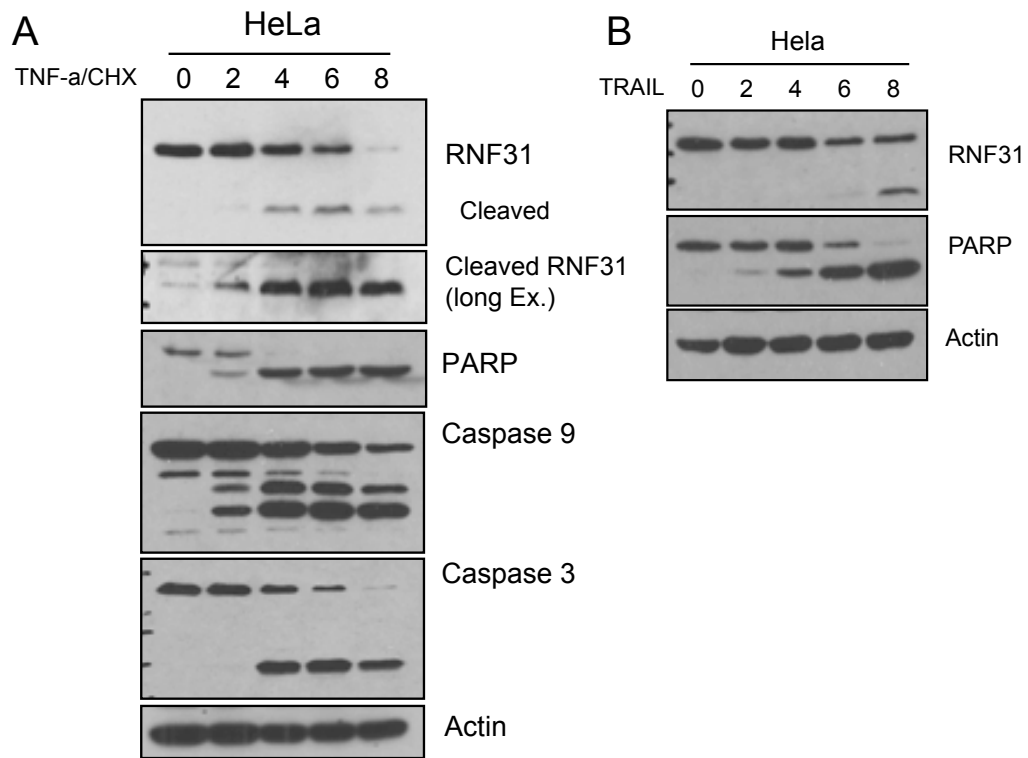 A
HeLa
TNF-a/CHX 0 2 4 6 8
RNF31
Cleaved
Cleaved RNF31
(long Ex.)
PARP
Caspase 9
Caspase 3
Actin
B
Hela
TRAIL 0 2 4 6 8
RNF31
PARP
Actin